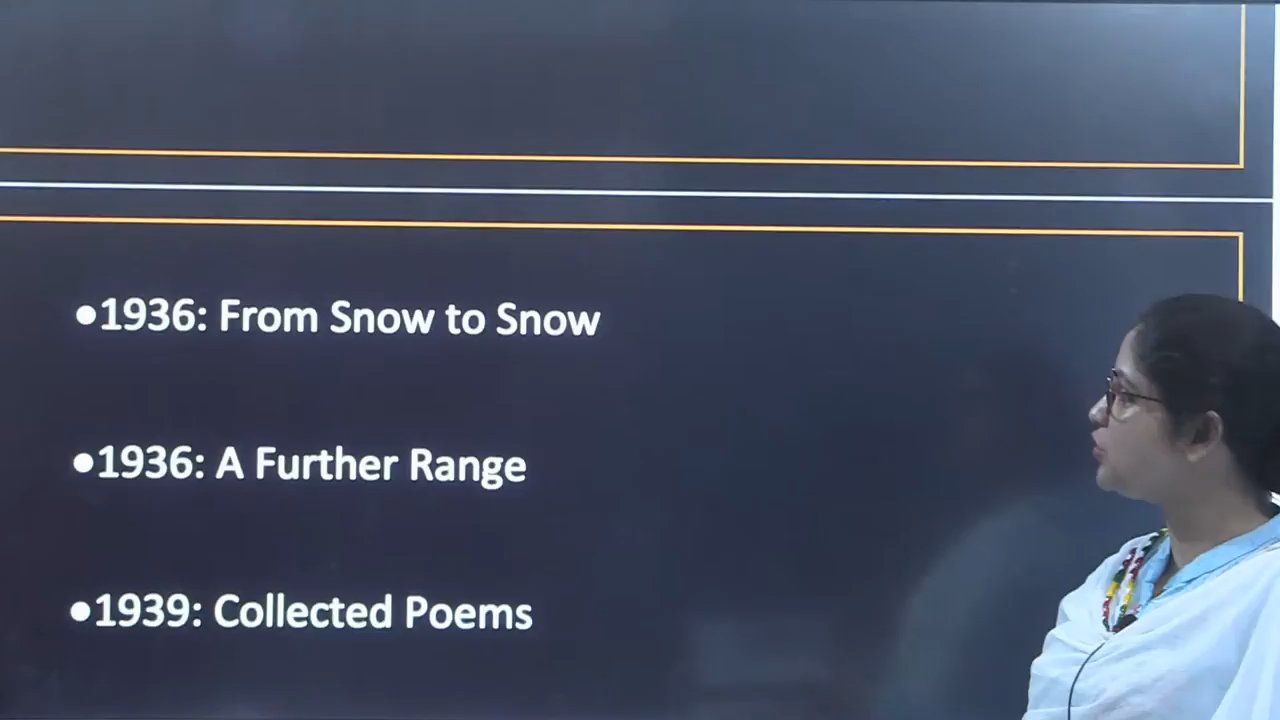 ●1936: From Snow to Snow
●1936: A Further Range
●1939: Collected Poems